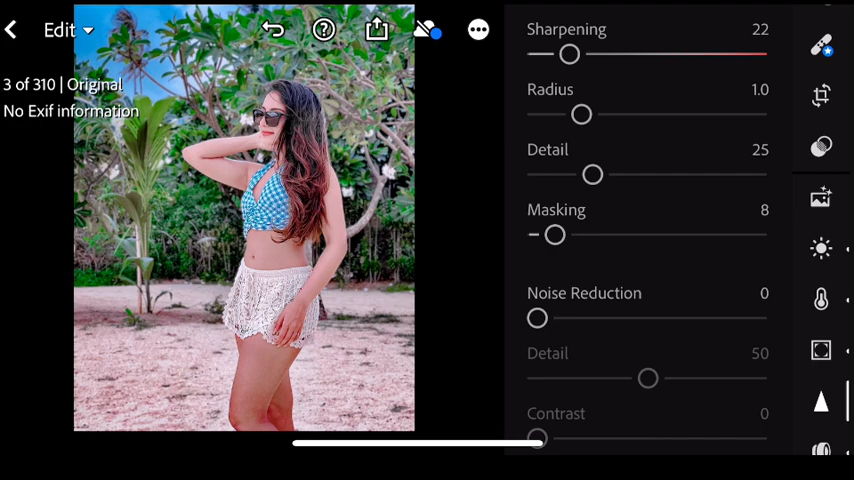 Edit
3 of 310 | Original
No Exif information
Sharpening 22
Radius 1.0
Detail 25
Masking 8
Noise Reduction 0
Detail 50
Contrast 0